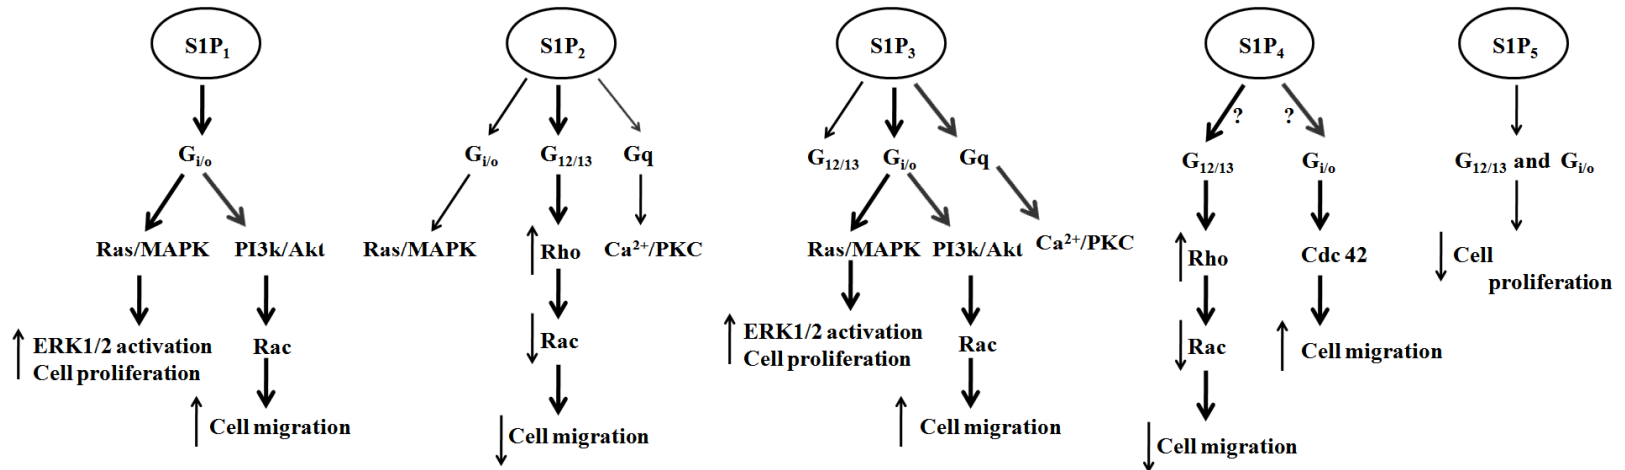 S1P1
S1P2
S1P3
S1P4
S1P5
?
?
Gi/o
Gi/o
G12/13
Gq
G12/13
Gi/o
Gq
G12/13
Gi/o
G12/13 and Gi/o
Ras/MAPK
PI3k/Akt
Ras/MAPK
Rho
Ca2+/PKC
Ras/MAPK
PI3k/Akt
Ca2+/PKC
Rho
Cdc 42
Cell
proliferation
ERK1/2 activation
Cell proliferation
Rac
Rac
ERK1/2 activation
Cell proliferation
Rac
Rac
Cell migration
Cell migration
Cell migration
Cell migration
Cell migration